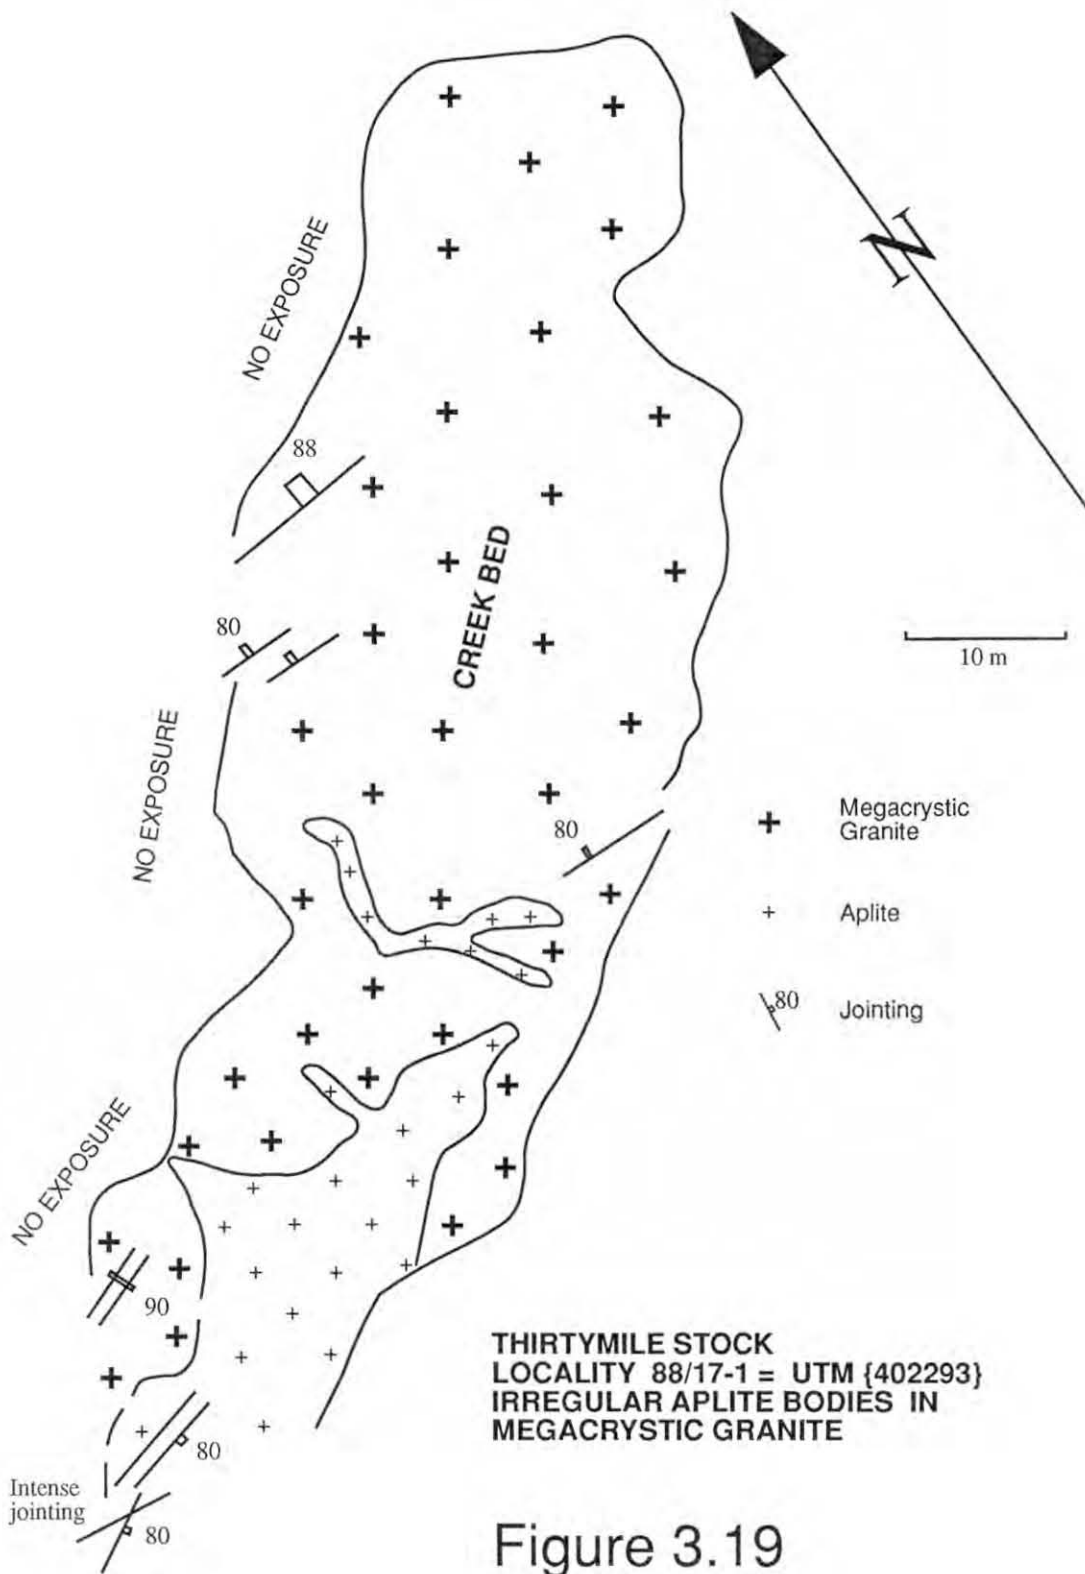 N
NO EXPOSURE
88
CREEK BED
80
10 m
NO EXPOSURE
80
Megacrystic
Granite
Aplite
80
Jointing
NO EXPOSURE
90
THIRTYMILE STOCK
LOCALITY 88/17-1 = UTM {402293}
IRREGULAR APLITE BODIES IN
MEGACRYSTIC GRANITE
80
Intense
jointing
80
Figure 3.19